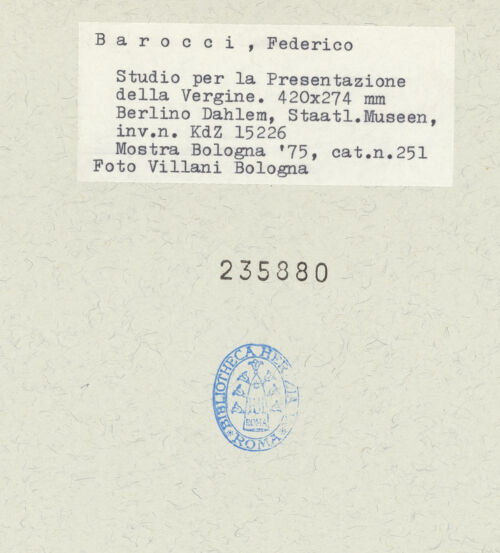 B a r o c c i , Federico
Studio per la Presentazione
della Vergine. 420x274 mm
Berlino Dahlem, Staatl.Museen,
inv.n. KdZ 15226
Mostra Bologna '75, cat.n.251
Foto Villani Bologna
235880
BIBLIOTHECA
ROMA
ROMA